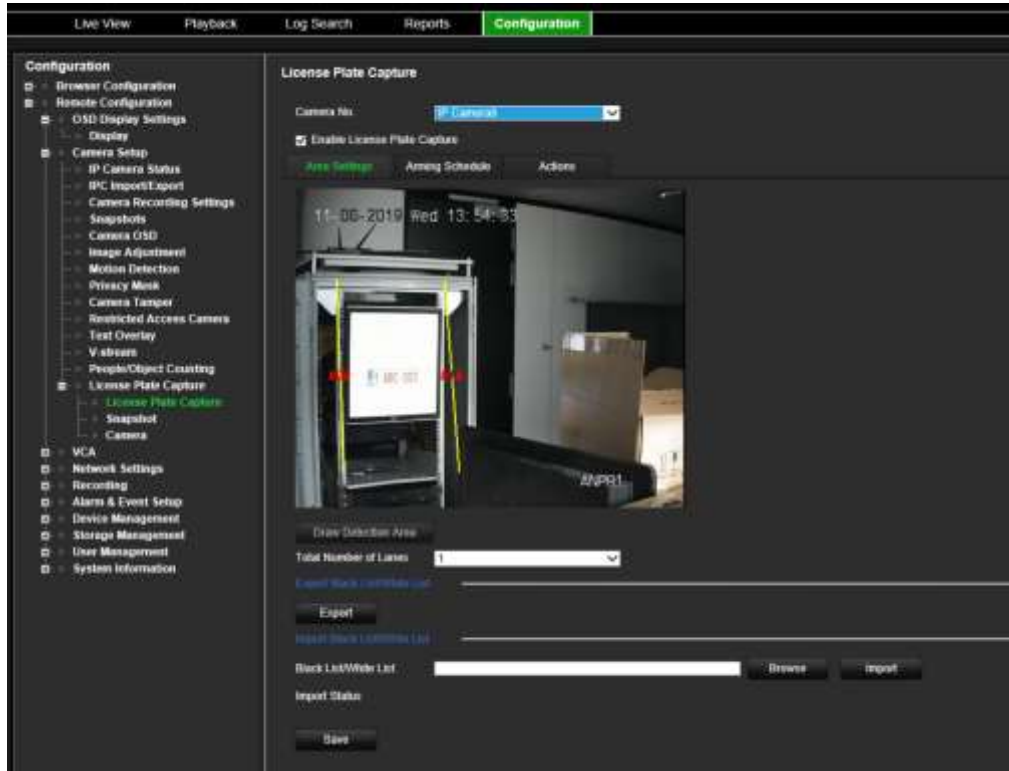 Live View
Playback
Log Search
Reports
Configuration
Configuration
Browser Configuration
Remote Configuration
OSD Display Settings
Display
Camera Setup
IP Camera Status
IPC Import/Export
Camera Recording Settings
Snapshots
Camera OSD
Image Adjustment
Motion Detection
Privacy Mask
Camera Tamper
Restricted Access Camera
Text Overlay
V-stream
People/Object Counting
License Plate Capture
License Plate Capture
Snapshot
Camera
VCA
Network Settings
Recording
Alarm & Event Setup
Device Management
Storage Management
User Management
System Information
License Plate Capture
Camera No.
Enable License Plate Capture
Area Settings
Arming Schedule
Actions
11-06-2019 Wed 13:54:33
ANPR1
Draw Detection Area
Total Number of Lanes
1
Export Black List/White List
Export
Import Black List/White List
Black List/White List
Browse
Import
Import Status
Save